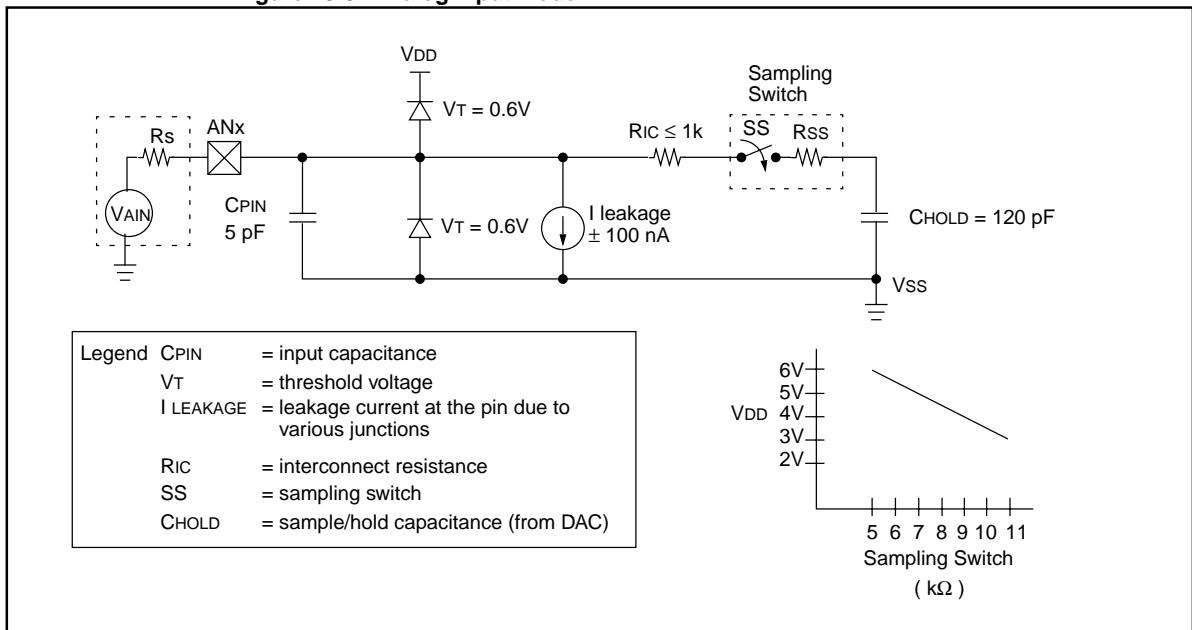 VDD
Sampling
Switch
VT = 0.6V
RS
ANx
RIC ≤ 1k
SS
RSS
VAIN
CPIN
5 pF
VT = 0.6V
I leakage
± 100 nA
CHOLD = 120 pF
VSS
Legend CPIN = input capacitance
VT = threshold voltage
I LEAKAGE = leakage current at the pin due to
various junctions
RIC = interconnect resistance
SS = sampling switch
CHOLD = sample/hold capacitance (from DAC)
6V
5V
VDD 4V
3V
2V
5 6 7 8 9 10 11
Sampling Switch
( kΩ )